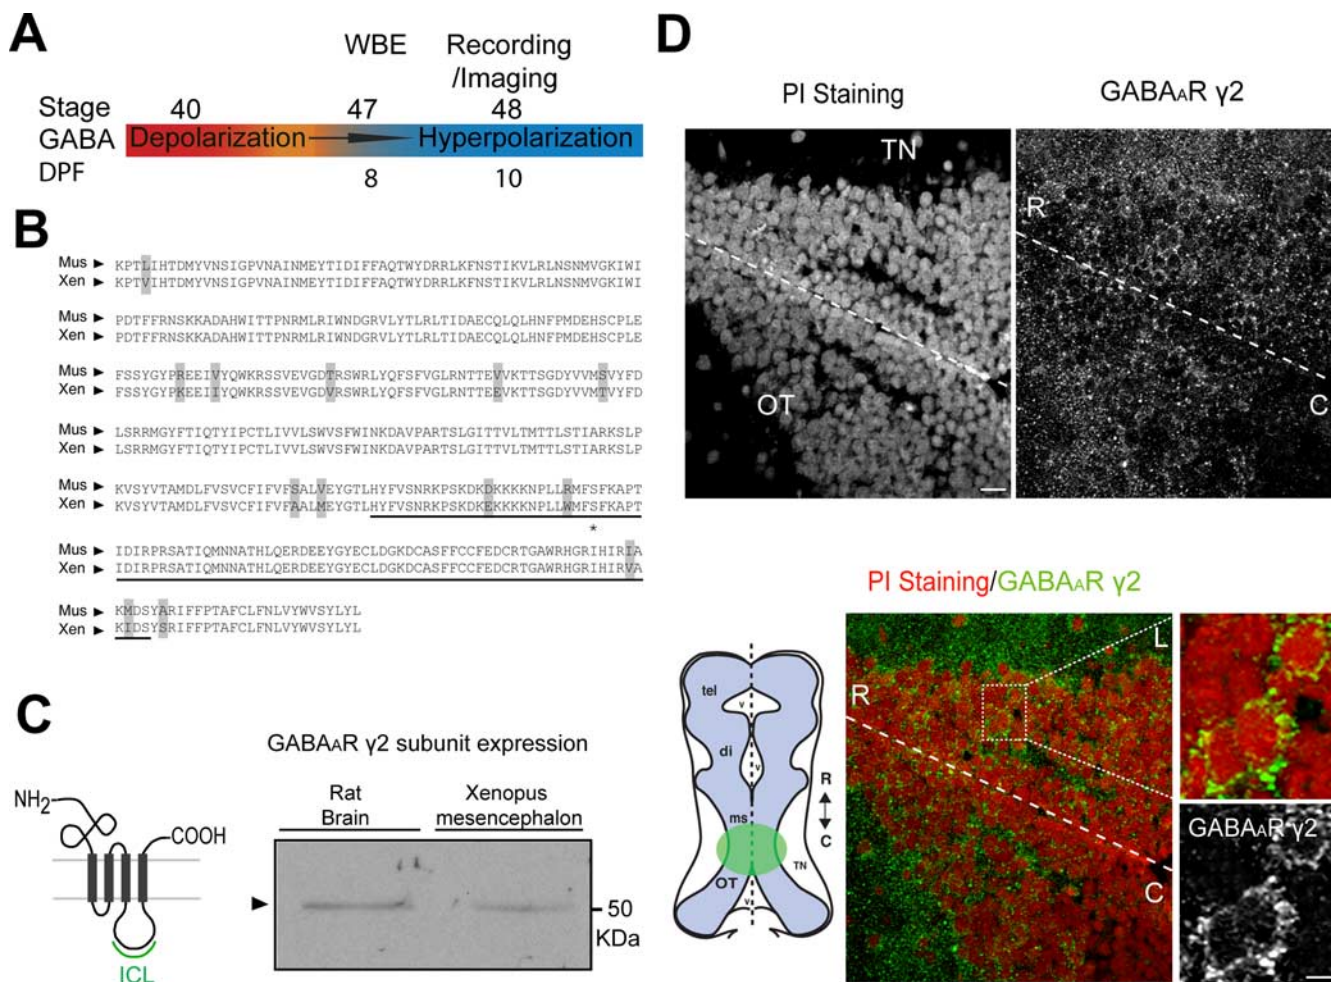 A
WBE Recording
/Imaging
Stage 40 47 48
GABA Depolarization Hyperpolarization
DPF 8 10
B
Mus ► KPTLIHTDMYVNSIGPVNAINMEYTIDIFFAQTWYDRRLKFNSTIKVLRLNSNMVGKIWI
Xen ► KPTVIHTDMYVNSIGPVNAINMEYTIDIFFAQTWYDRRLKFNSTIKVLRLNSNMVGKIWI
Mus ► PDTFFRNSKKADAHWITTPNRMLRIWNDGRVLYTLRLTIDAECQLQLHNFPMDEHSCPLE
Xen ► PDTFFRNSKKADAHWITTPNRMLRIWNDGRVLYTLRLTIDAECQLQLHNFPMDEHSCPLE
Mus ► FSSYGYPREEIVYQWKRSSVEVGDTRSWRLYQFSFVGLRNTTEVVKTTSGDYVVMSVYFD
Xen ► FSSYGYPKEEIIYQWKRSSVEVGDVRSWRLYQFSFVGLRNTTEEVKTTSGDYVVMTVYFD
Mus ► LSRRMGYFTIQTYIPCTLIVVLSWVSFWINKDAVPARTSLGITTVLTMTTLSTIARKSLP
Xen ► LSRRMGYFTIQTYIPCTLIVVLSWVSFWINKDAVPARTSLGITTVLTMTTLSTIARKSLP
Mus ► KVSYVTAMDLFVSVCFIFVFSALVEYGTLHYFVSNRKPSKDKDKKKKNPLLRMFSFKAPT
Xen ► KVSYVTAMDLFVSVCFIFVFAALMEYGTLHYFVSNRKPSKDKEKKKKNPLLWMFSFKAPT
*
Mus ► IDIRPRSATIQMNNATHLQERDEEYGYECLDGKDCASFFCCFEDCRTGAWRHGRIHIRIA
Xen ► IDIRPRSATIQMNNATHLQERDEEYGYECLDGKDCASFFCCFEDCRTGAWRHGRIHIRVA
Mus ► KMDSYARIFFPTAFCLFNLVYWVSYLYL
Xen ► KIDSYSRIFFPTAFCLFNLVYWVSYLYL
C
GABAAR γ2 subunit expression
Rat
Brain
Xenopus
mesencephalon
NH2
COOH
ICL
50
KDa
D
PI Staining GABAAR γ2
TN
OT
R
C
PI Staining/GABAAR γ2
tel
v
di
v
ms
OT
TN
v
R
C
R
L
C
GABAAR γ2